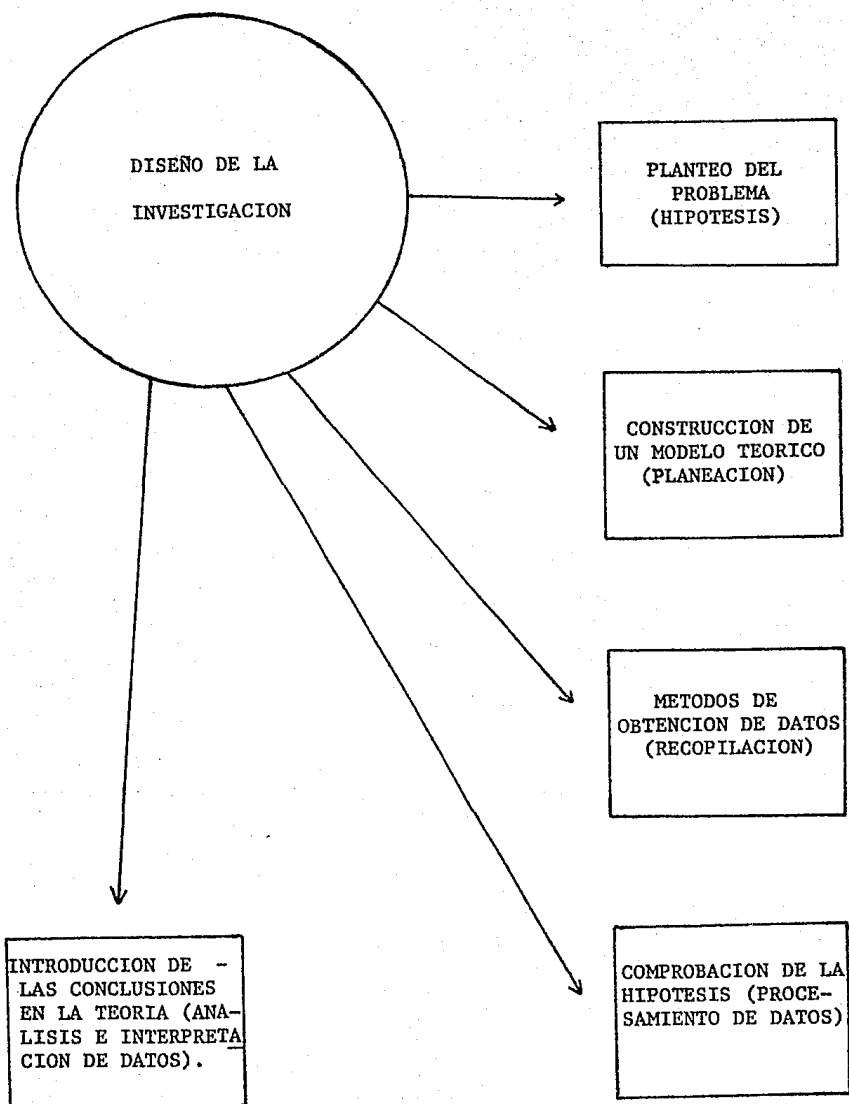 DISEÑO DE LA
INVESTIGACION
PLANTEO DEL
PROBLEMA
(HIPOTESIS)
CONSTRUCCION DE
UN MODELO TEORICO
(PLANEACION)
METODOS DE
OBTENCION DE DATOS
(RECOPILACION)
COMPROBACION DE LA
HIPOTESIS (PROCE-
SAMIENTO DE DATOS)
INTRODUCCION DE -
LAS CONCLUSIONES
EN LA TEORIA (ANA-
LISIS E INTERPRETA
CION DE DATOS).